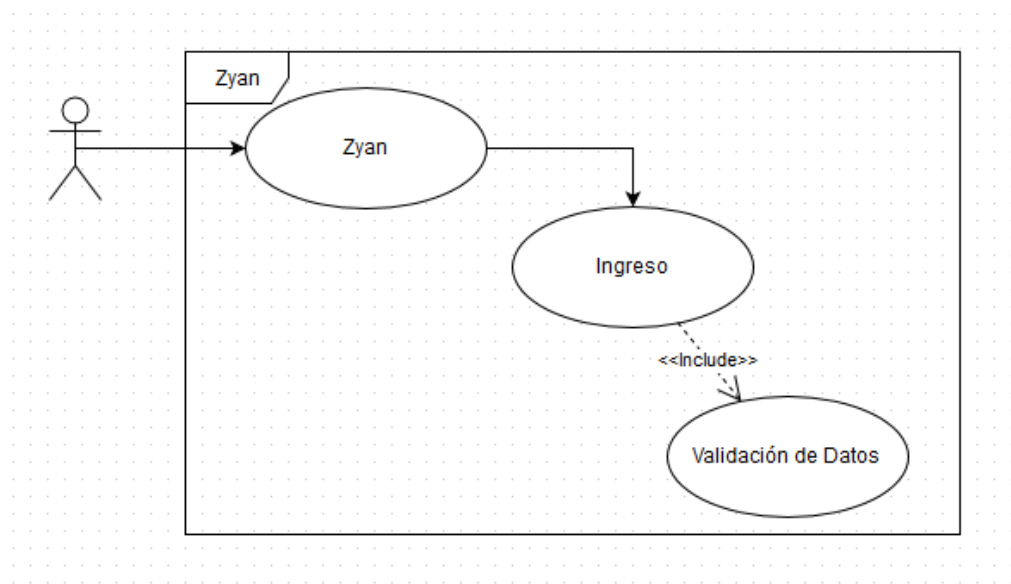 Zyan
Zyan
Ingreso
<<Include>>
Validación de Datos